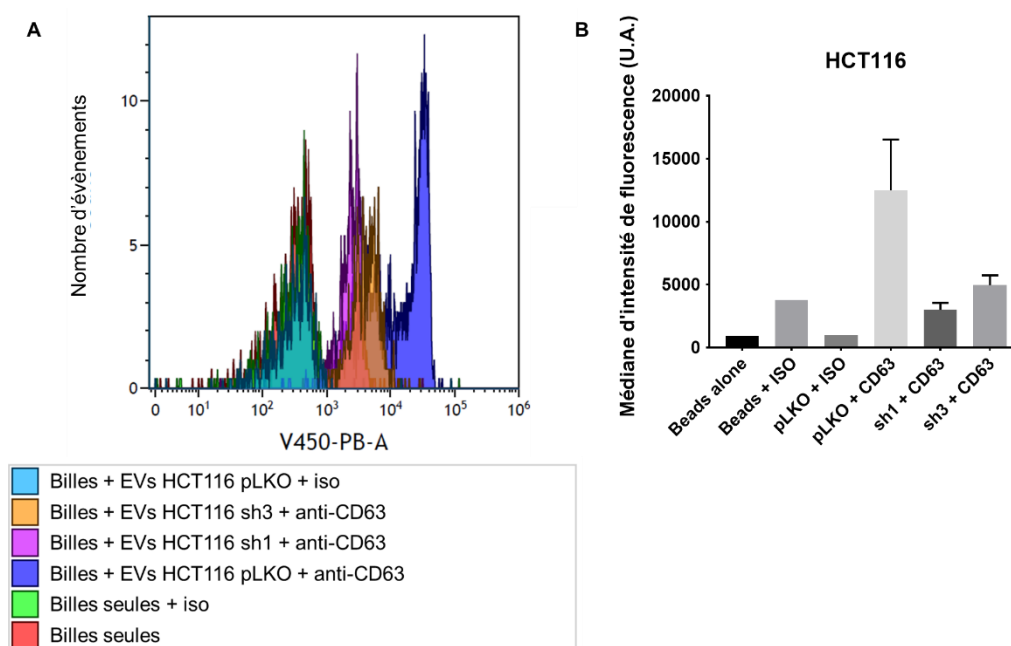 A
Nombre d'évènements
10
5
0
0 10¹ 10² 10³ 10⁴ 10⁵ 10⁶
V450-PB-A
Billes + EVs HCT116 pLKO + iso
Billes + EVs HCT116 sh3 + anti-CD63
Billes + EVs HCT116 sh1 + anti-CD63
Billes + EVs HCT116 pLKO + anti-CD63
Billes seules + iso
Billes seules
B
HCT116
Médiane d'intensité de fluorescence (U.A.)
20000
15000
10000
5000
0
Beads alone
Beads + ISO
pLKO + ISO
pLKO + CD63
sh1 + CD63
sh3 + CD63